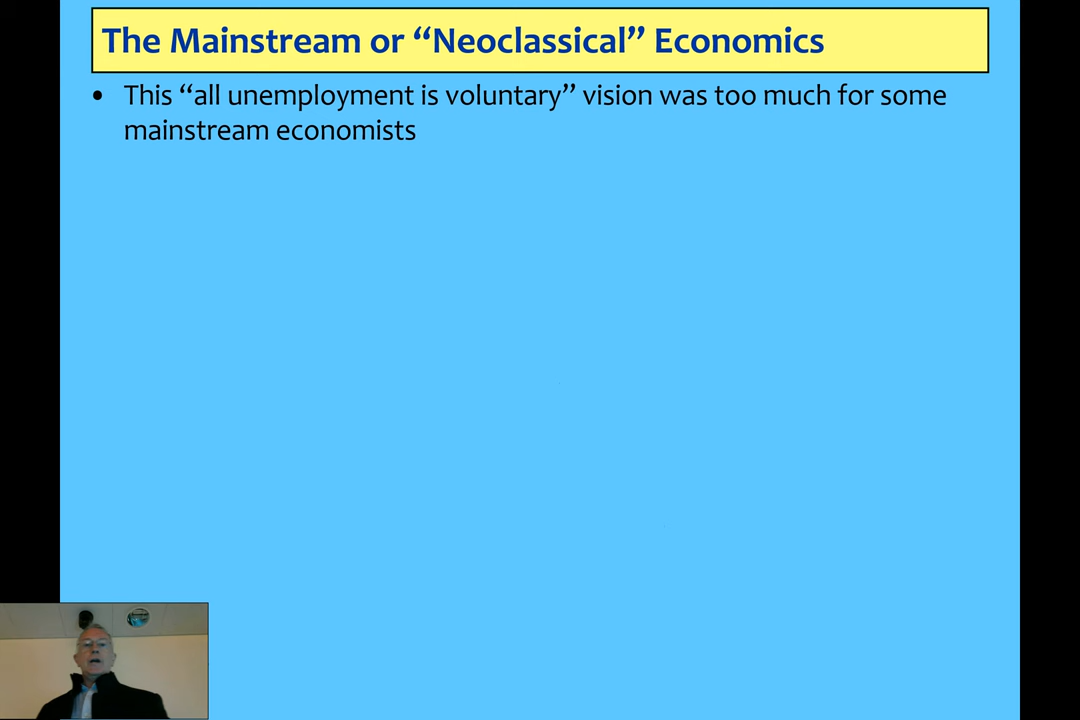 The Mainstream or “Neoclassical” Economics
• This “all unemployment is voluntary” vision was too much for some
mainstream economists